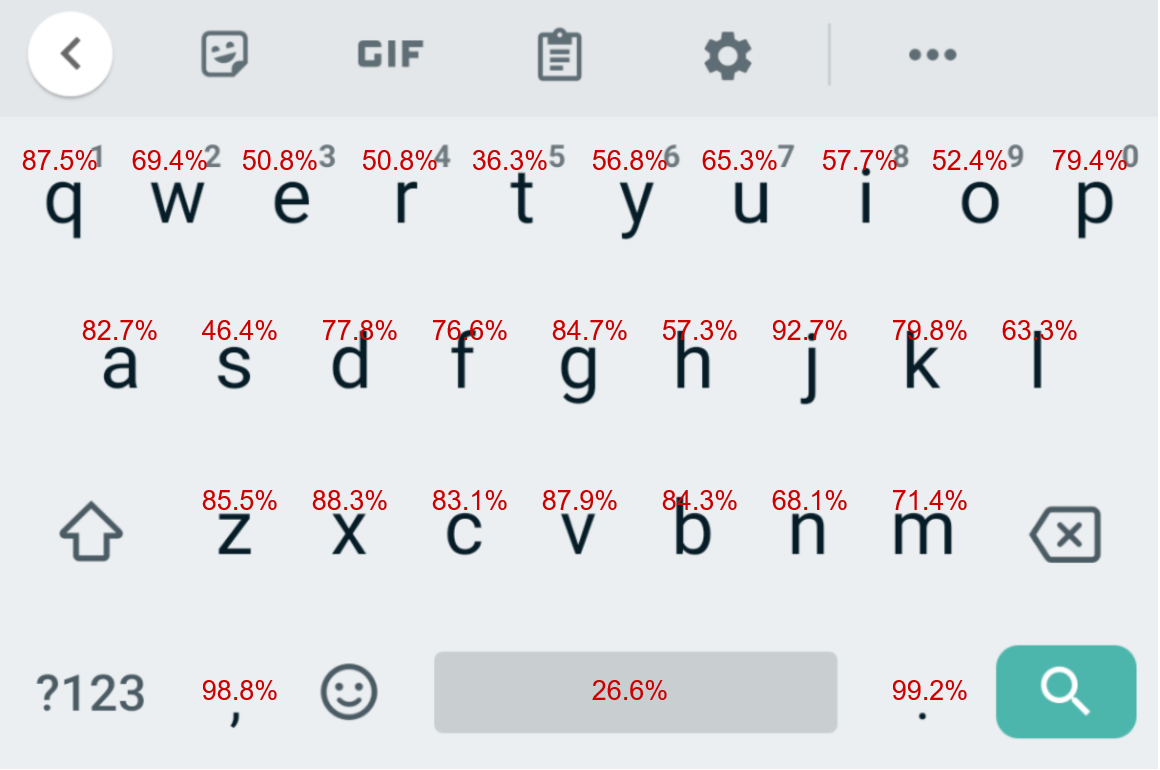 GIF
87.5% 1 69.4% 2 50.8% 3 50.8% 4 36.3% 5 56.8% 6 65.3% 7 57.7% 8 52.4% 9 79.4% 0
q w e r t y u i o p
82.7% 46.4% 77.8% 76.6% 84.7% 57.3% 92.7% 79.8% 63.3%
a s d f g h j k l
85.5% 88.3% 83.1% 87.9% 84.3% 68.1% 71.4%
z x c v b n m
?123 98.8% 26.6% 99.2%
, .